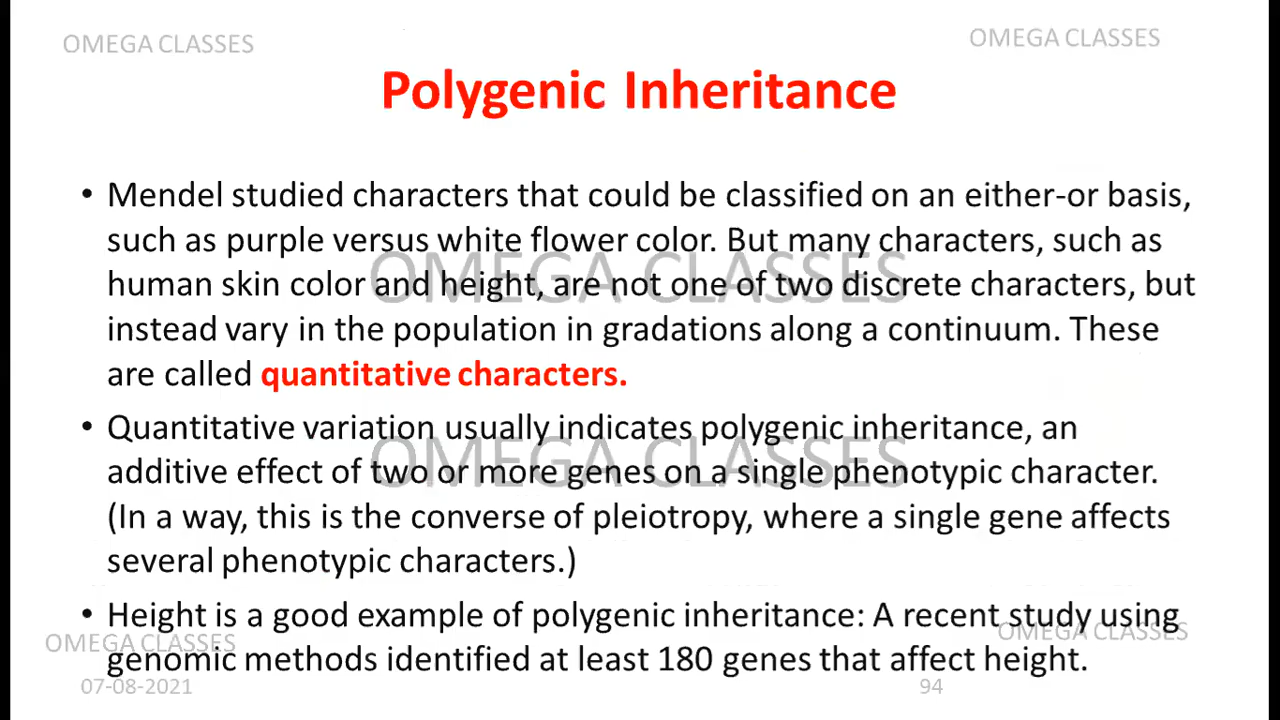 OMEGA CLASSES
OMEGA CLASSES
Polygenic Inheritance
• Mendel studied characters that could be classified on an either-or basis,
such as purple versus white flower color. But many characters, such as
OMEGA CLASSES
human skin color and height, are not one of two discrete characters, but
instead vary in the population in gradations along a continuum. These
are called quantitative characters.
• Quantitative variation usually indicates polygenic inheritance, an
OMEGA CLASSES
additive effect of two or more genes on a single phenotypic character.
(In a way, this is the converse of pleiotropy, where a single gene affects
several phenotypic characters.)
• Height is a good example of polygenic inheritance: A recent study using
OMEGA CLASSES
OMEGA CLASSES
genomic methods identified at least 180 genes that affect height.
07-08-2021
94